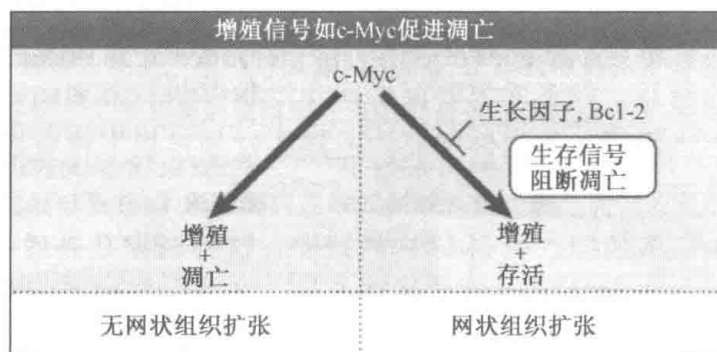 增殖信号如c-Myc促进凋亡
c-Myc
生长因子, Bc1-2
生存信号
阻断凋亡
增殖
+
凋亡
增殖
+
存活
无网状组织扩张
网状组织扩张